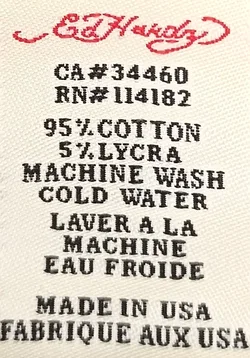 Ed Hardy
CA#34460
RN#114182
95% COTTON
5% LYCRA
MACHINE WASH
COLD WATER
LAVER A LA
MACHINE
EAU FROIDE
MADE IN USA
FABRIQUE AUX USA